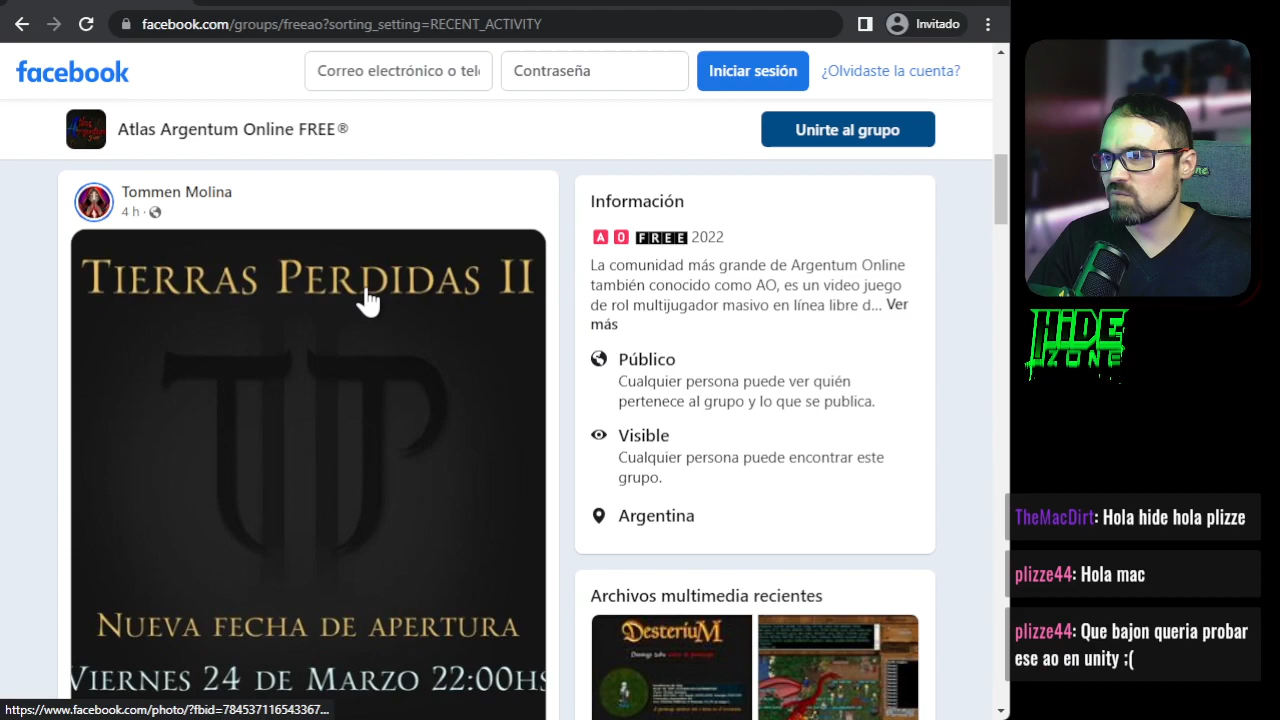 facebook.com/groups/freeao?sorting_setting=RECENT_ACTIVITY
Invitado
facebook
Correo electrónico o telé
Contraseña
Iniciar sesión
¿Olvidaste la cuenta?
Atlas Argentum Online FREE®
Unirte al grupo
Tommen Molina
4 h ·
TIERRAS PERDIDAS II
NUEVA FECHA DE APERTURA
VIERNES 24 DE MARZO 22:00HS
Información
AO FREE 2022
La comunidad más grande de Argentum Online
también conocido como AO, es un video juego
de rol multijugador masivo en línea libre d... Ver
más
Público
Cualquier persona puede ver quién
pertenece al grupo y lo que se publica.
Visible
Cualquier persona puede encontrar este
grupo.
Argentina
Archivos multimedia recientes
DESTERIUM
https://www.facebook.com/photo/?fbid=784537116543367...
HiDE
ZONE
TheMacDirt: Hola hide hola plizze
plizze44: Hola mac
plizze44: Que bajon queria probar
ese ao en unity :(